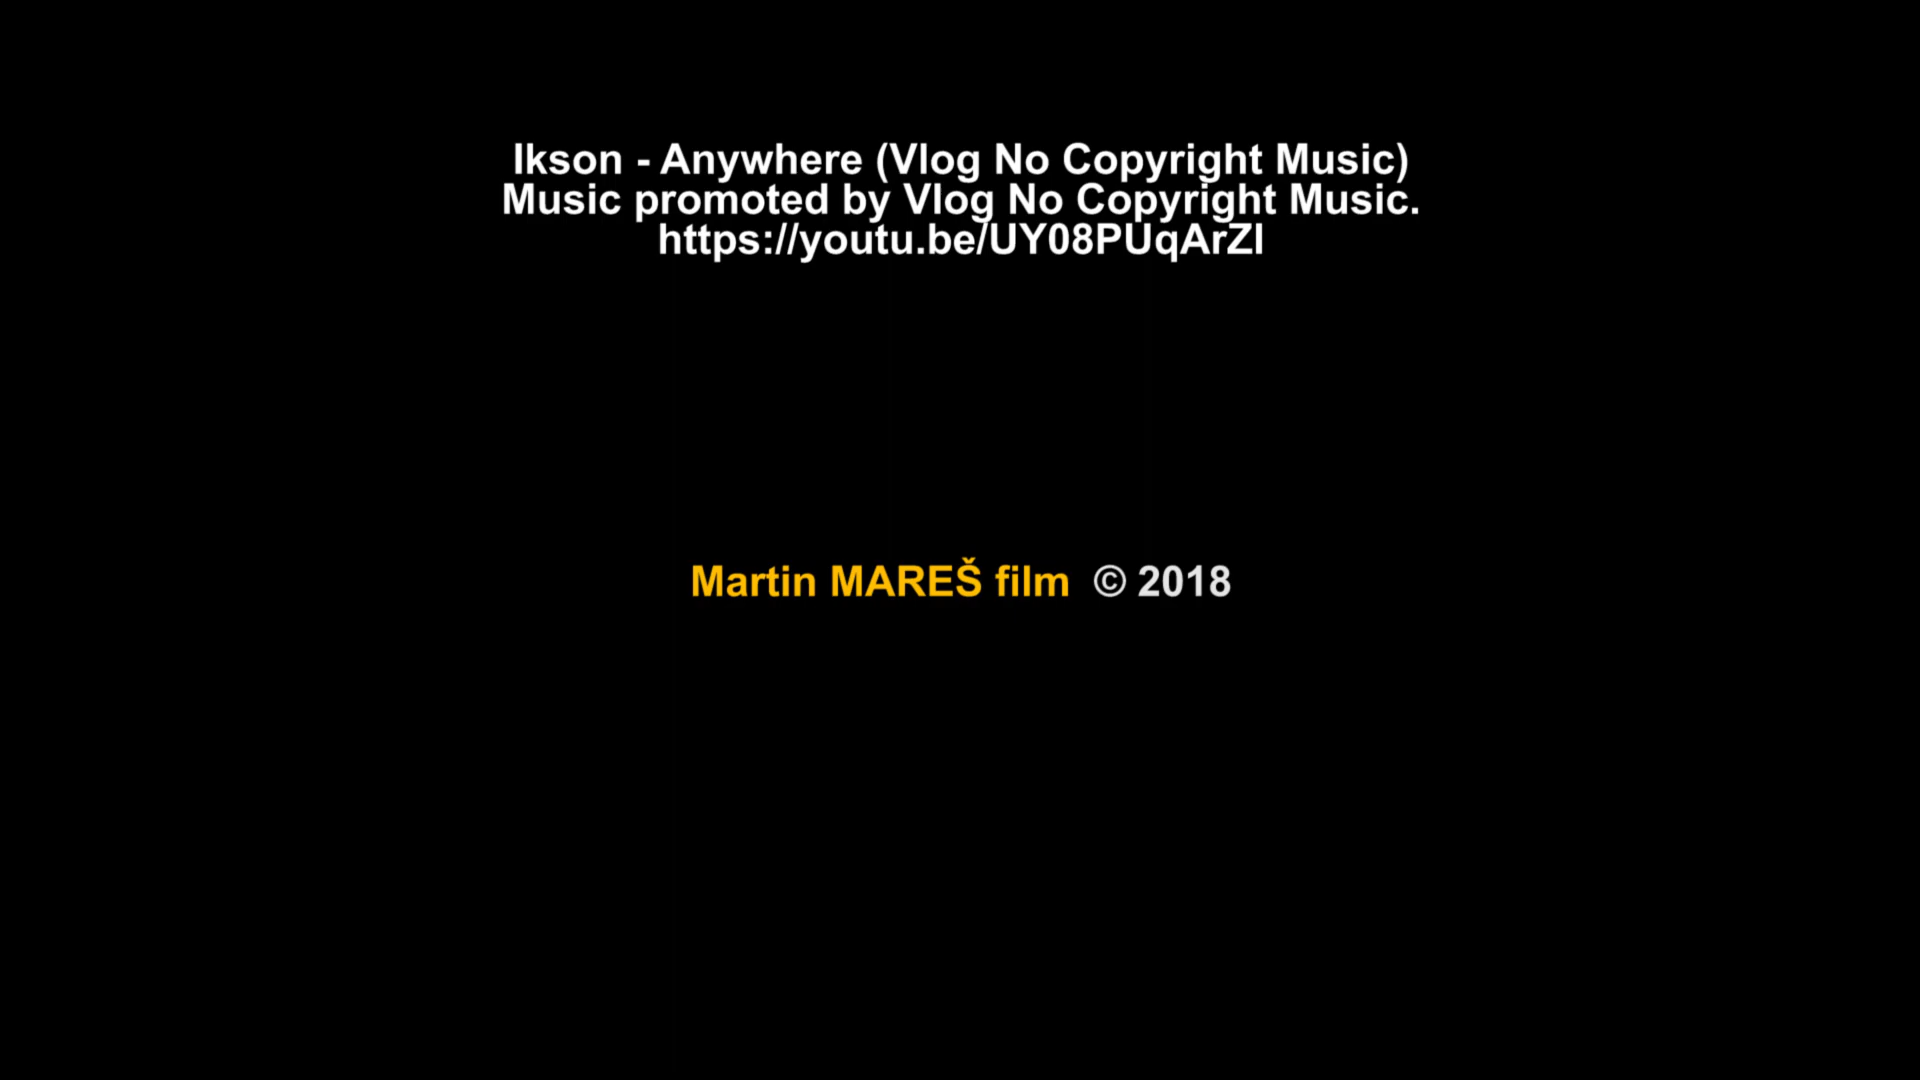 Ikson - Anywhere (Vlog No Copyright Music)
Music promoted by Vlog No Copyright Music.
https://youtu.be/UY08PUqArZI
Martin MAREŠ film © 2018